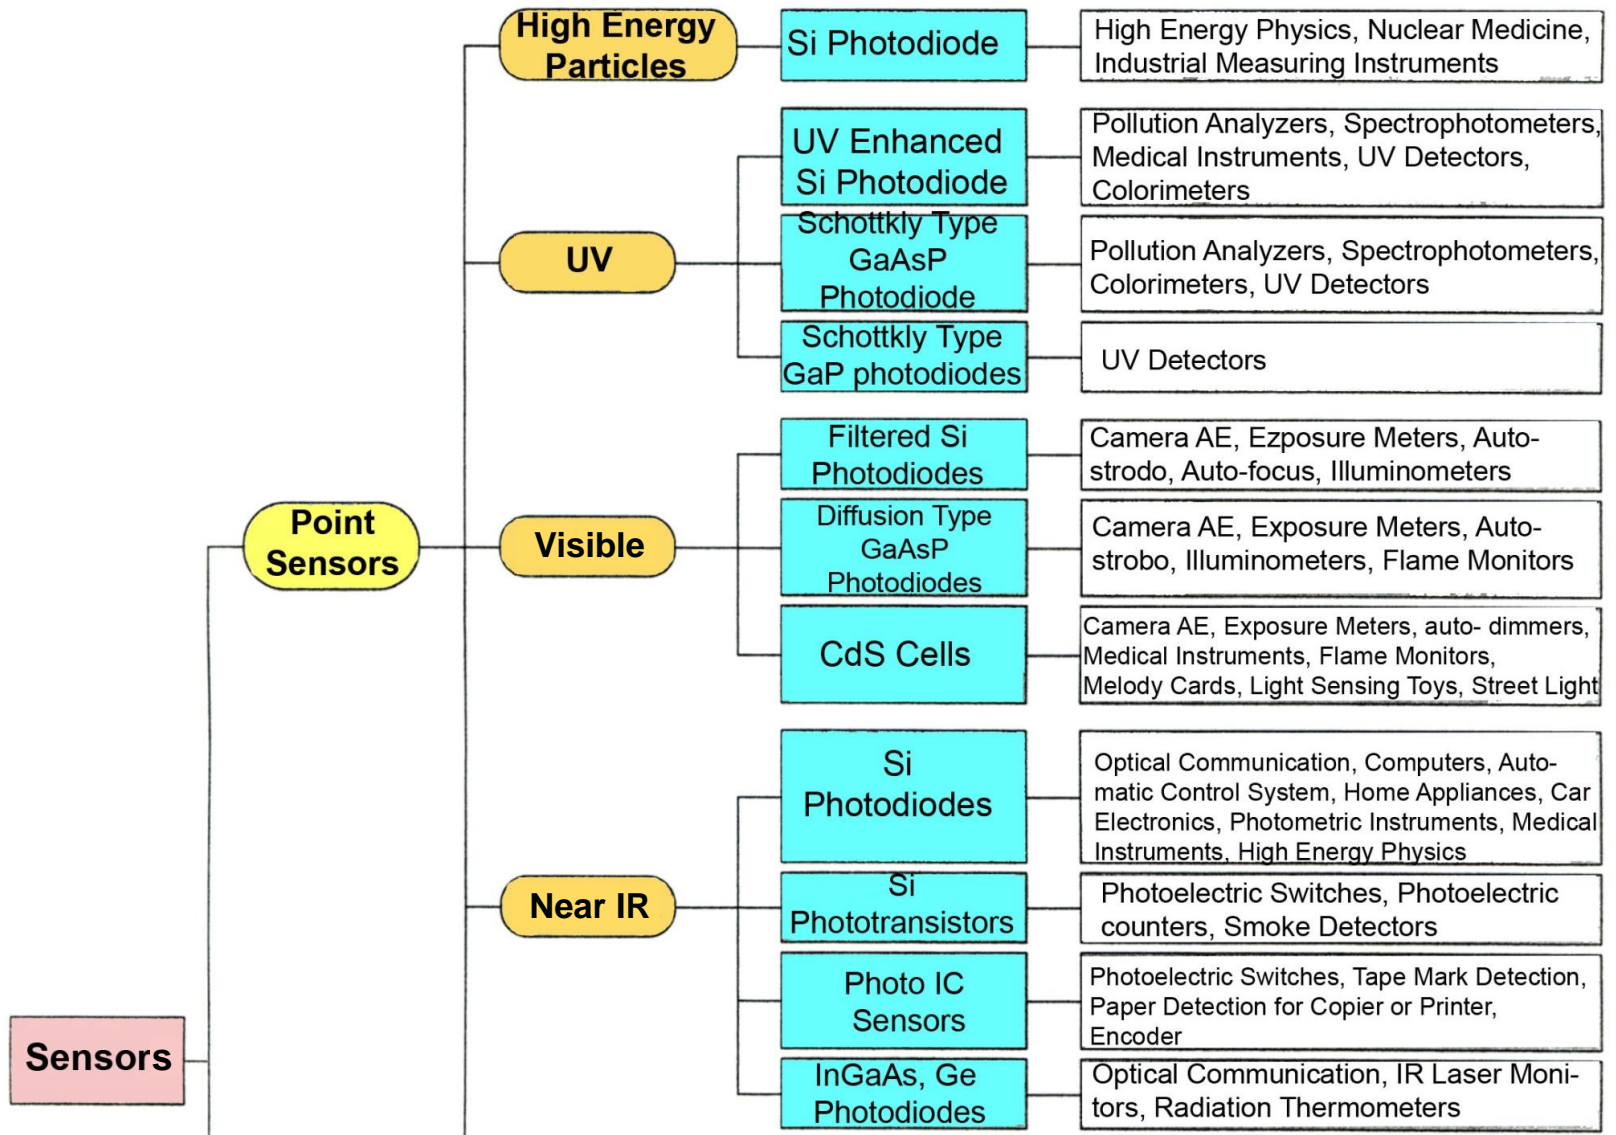 High Energy
Particles
Si Photodiode
High Energy Physics, Nuclear Medicine,
Industrial Measuring Instruments
UV Enhanced
Si Photodiode
Pollution Analyzers, Spectrophotometers,
Medical Instruments, UV Detectors,
Colorimeters
UV
Schottkly Type
GaAsP
Photodiode
Pollution Analyzers, Spectrophotometers,
Colorimeters, UV Detectors
Schottkly Type
GaP photodiodes
UV Detectors
Filtered Si
Photodiodes
Camera AE, Ezposure Meters, Auto-
strodo, Auto-focus, Illuminometers
Point
Sensors
Visible
Diffusion Type
GaAsP
Photodiodes
Camera AE, Exposure Meters, Auto-
strobo, Illuminometers, Flame Monitors
CdS Cells
Camera AE, Exposure Meters, auto- dimmers,
Medical Instruments, Flame Monitors,
Melody Cards, Light Sensing Toys, Street Light
Si
Photodiodes
Optical Communication, Computers, Auto-
matic Control System, Home Appliances, Car
Electronics, Photometric Instruments, Medical
Instruments, High Energy Physics
Near IR
Si
Phototransistors
Photoelectric Switches, Photoelectric
counters, Smoke Detectors
Photo IC
Sensors
Photoelectric Switches, Tape Mark Detection,
Paper Detection for Copier or Printer,
Encoder
Sensors
InGaAs, Ge
Photodiodes
Optical Communication, IR Laser Moni-
tors, Radiation Thermometers